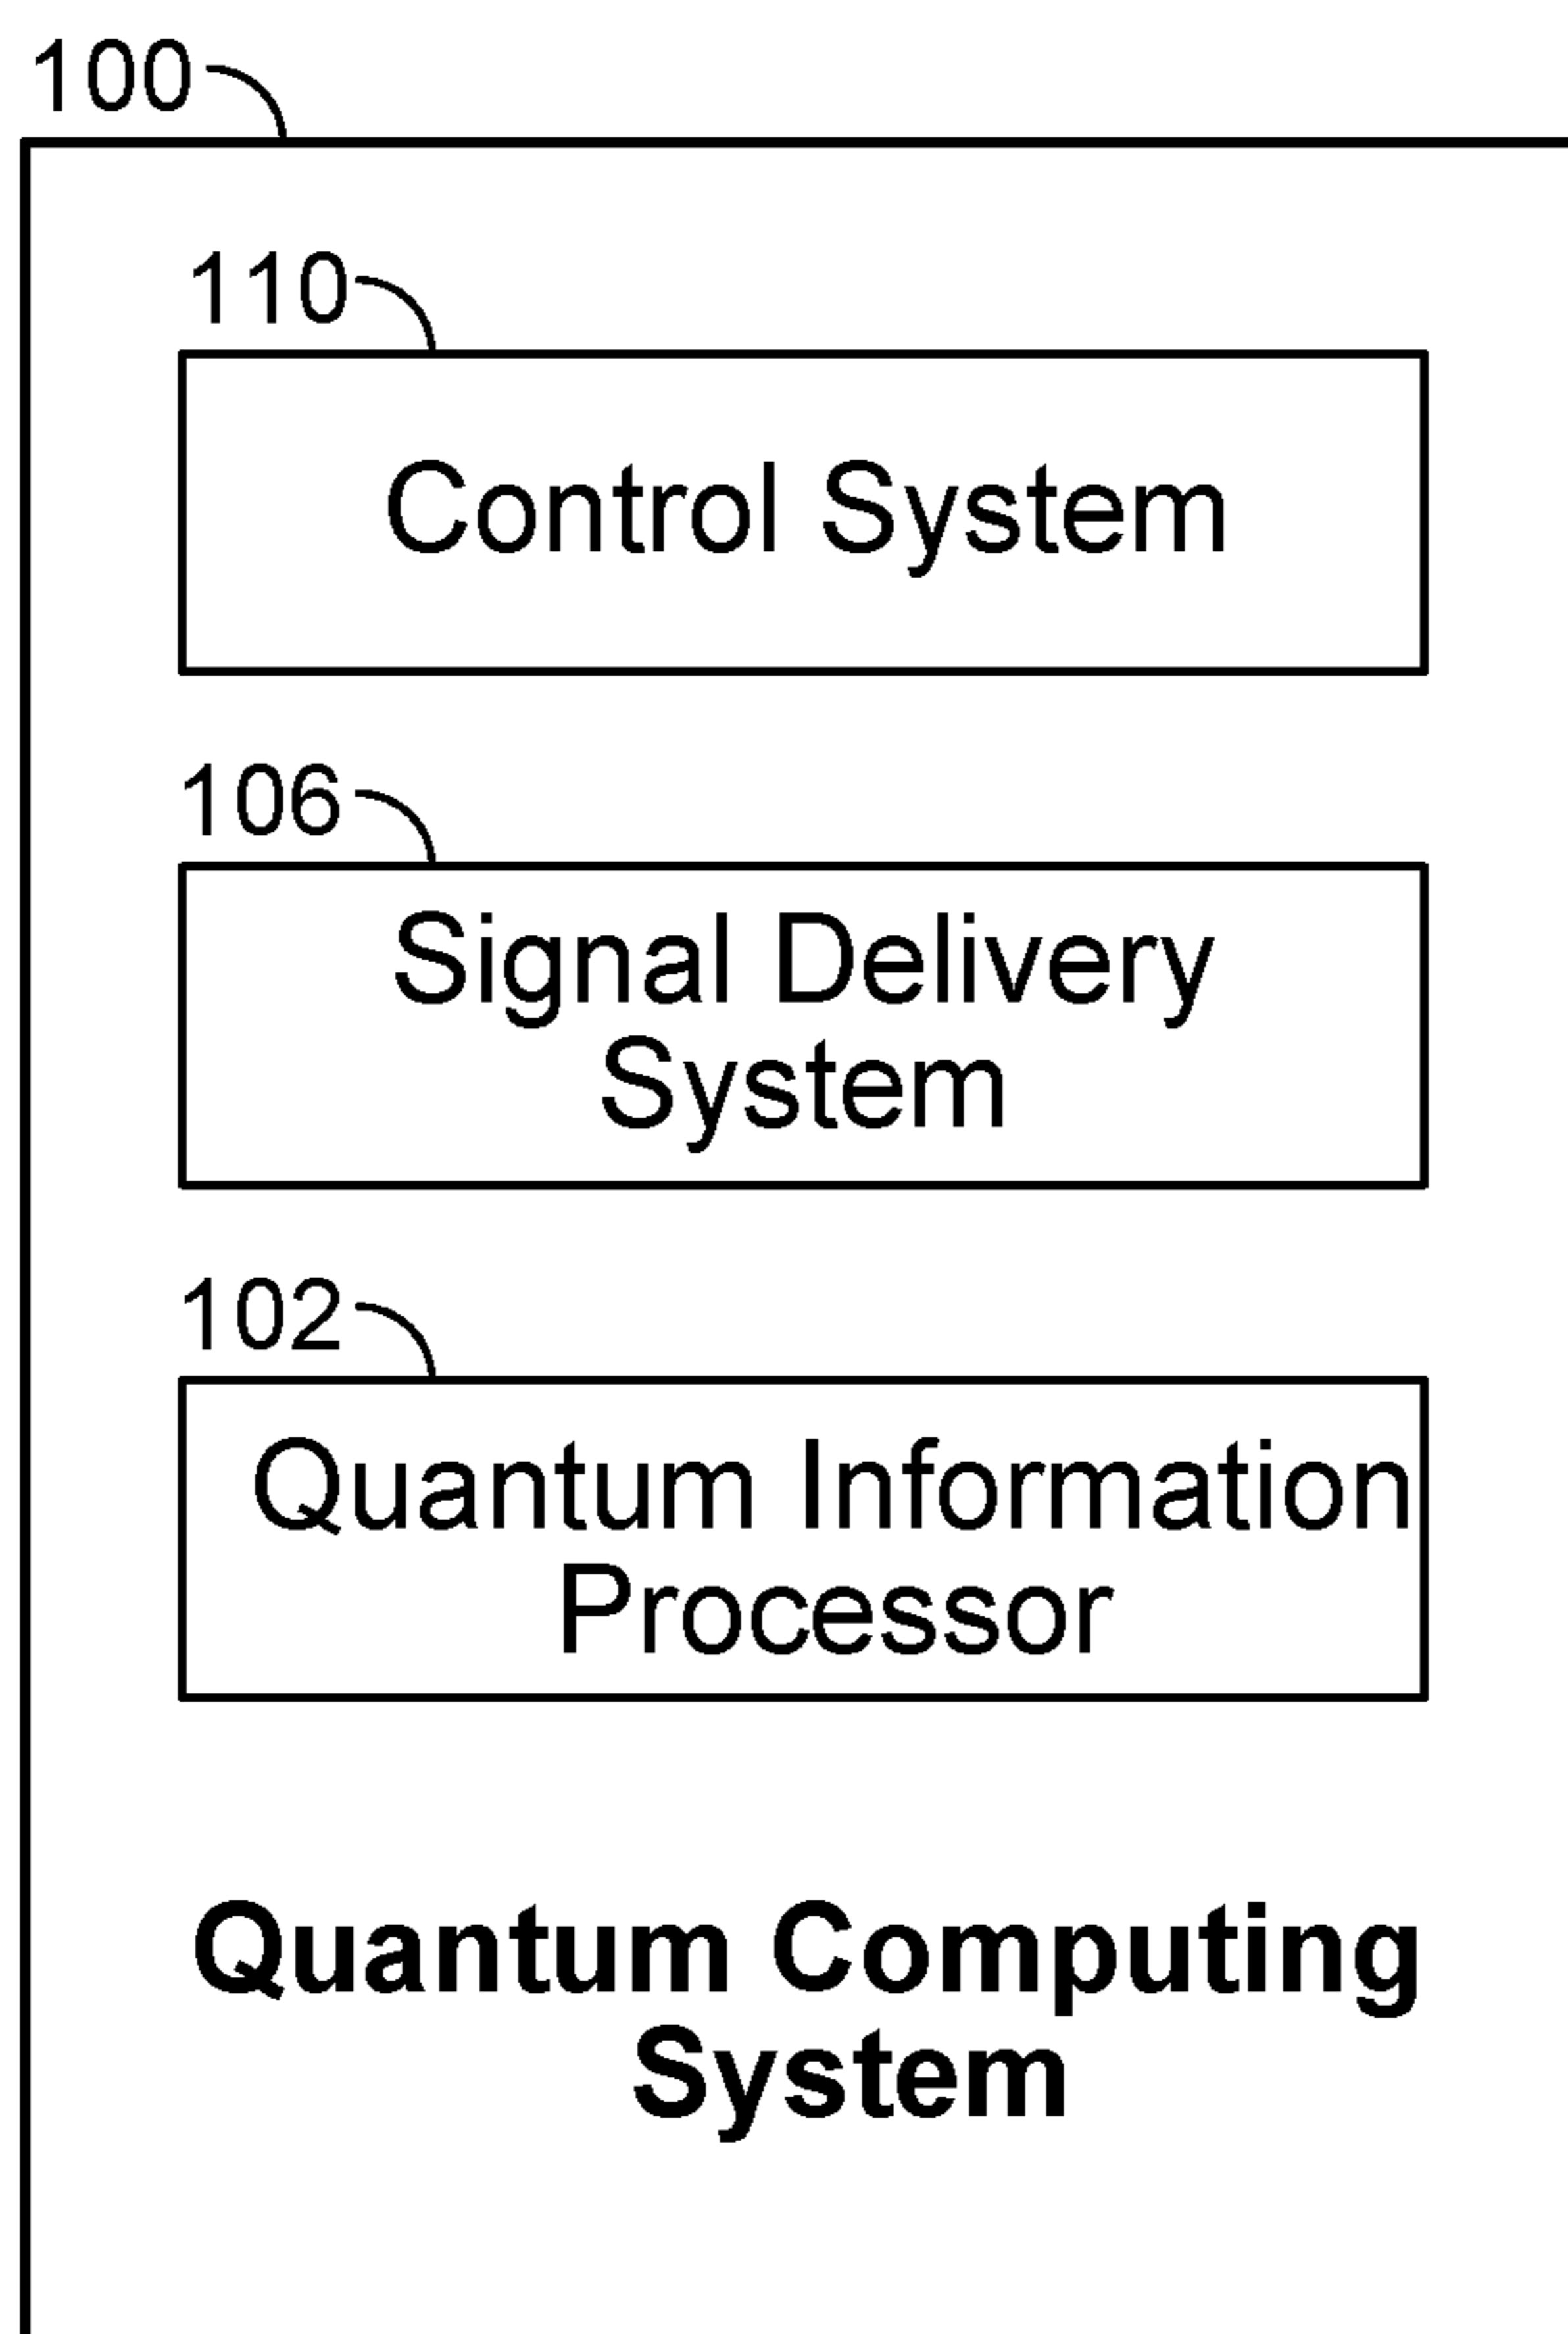 100
110
Control System
106
Signal Delivery
System
102
Quantum Information
Processor
Quantum Computing
System